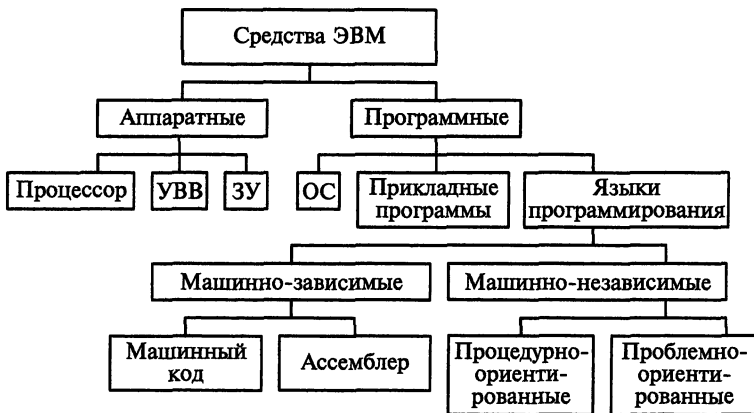 Средства ЭВМ
Аппаратные
Программные
Процессор
УВВ
ЗУ
ОС
Прикладные
программы
Языки
программирования
Машинно-зависимые
Машинно-независимые
Машинный
код
Ассемблер
Процедурно-
ориенти-
рованные
Проблемно-
ориенти-
рованные